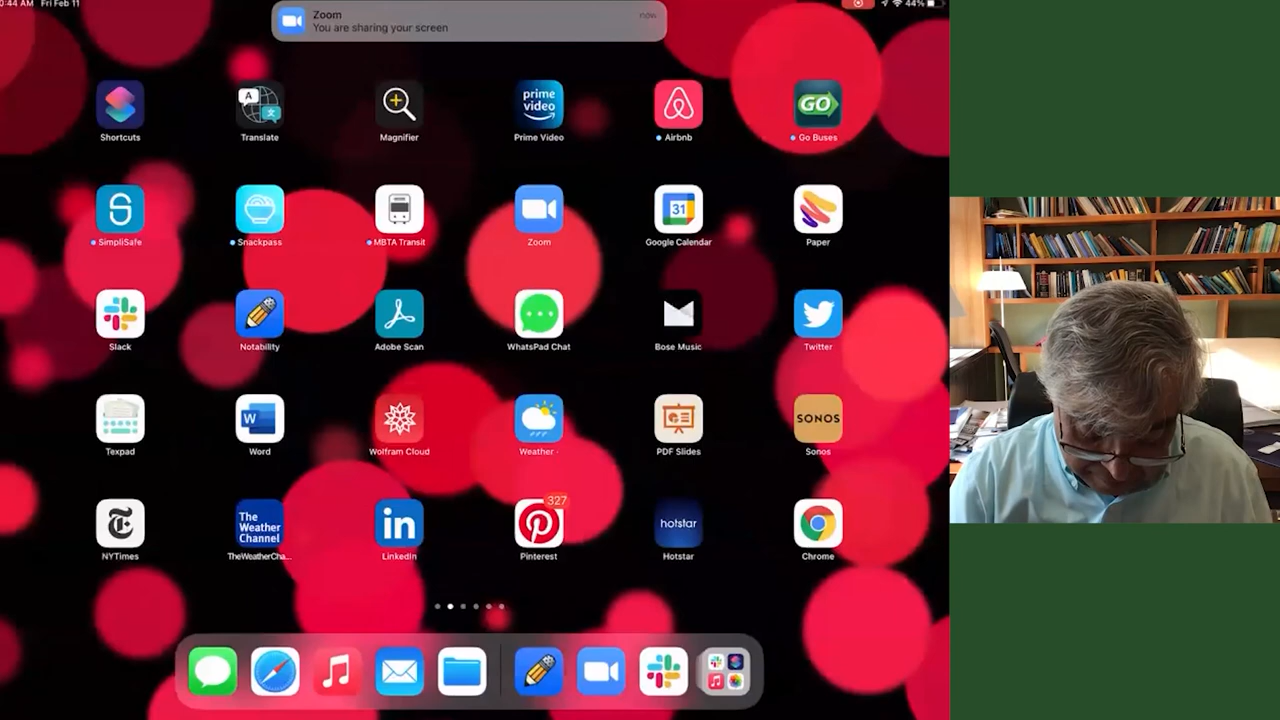 0:44 AM Fri Feb 11
44%
Zoom
now
You are sharing your screen
A
prime video
GO
Shortcuts
Translate
Magnifier
Prime Video
Airbnb
Go Buses
S
31
SimpliSafe
Snackpass
MBTA Transit
Zoom
Google Calendar
Paper
Slack
Notability
Adobe Scan
WhatsPad Chat
Bose Music
Twitter
W
SONOS
Texpad
Word
Wolfram Cloud
Weather
PDF Slides
Sonos
327
The Weather Channel
in
hotstar
NYTimes
TheWeatherCha...
LinkedIn
Pinterest
Hotstar
Chrome